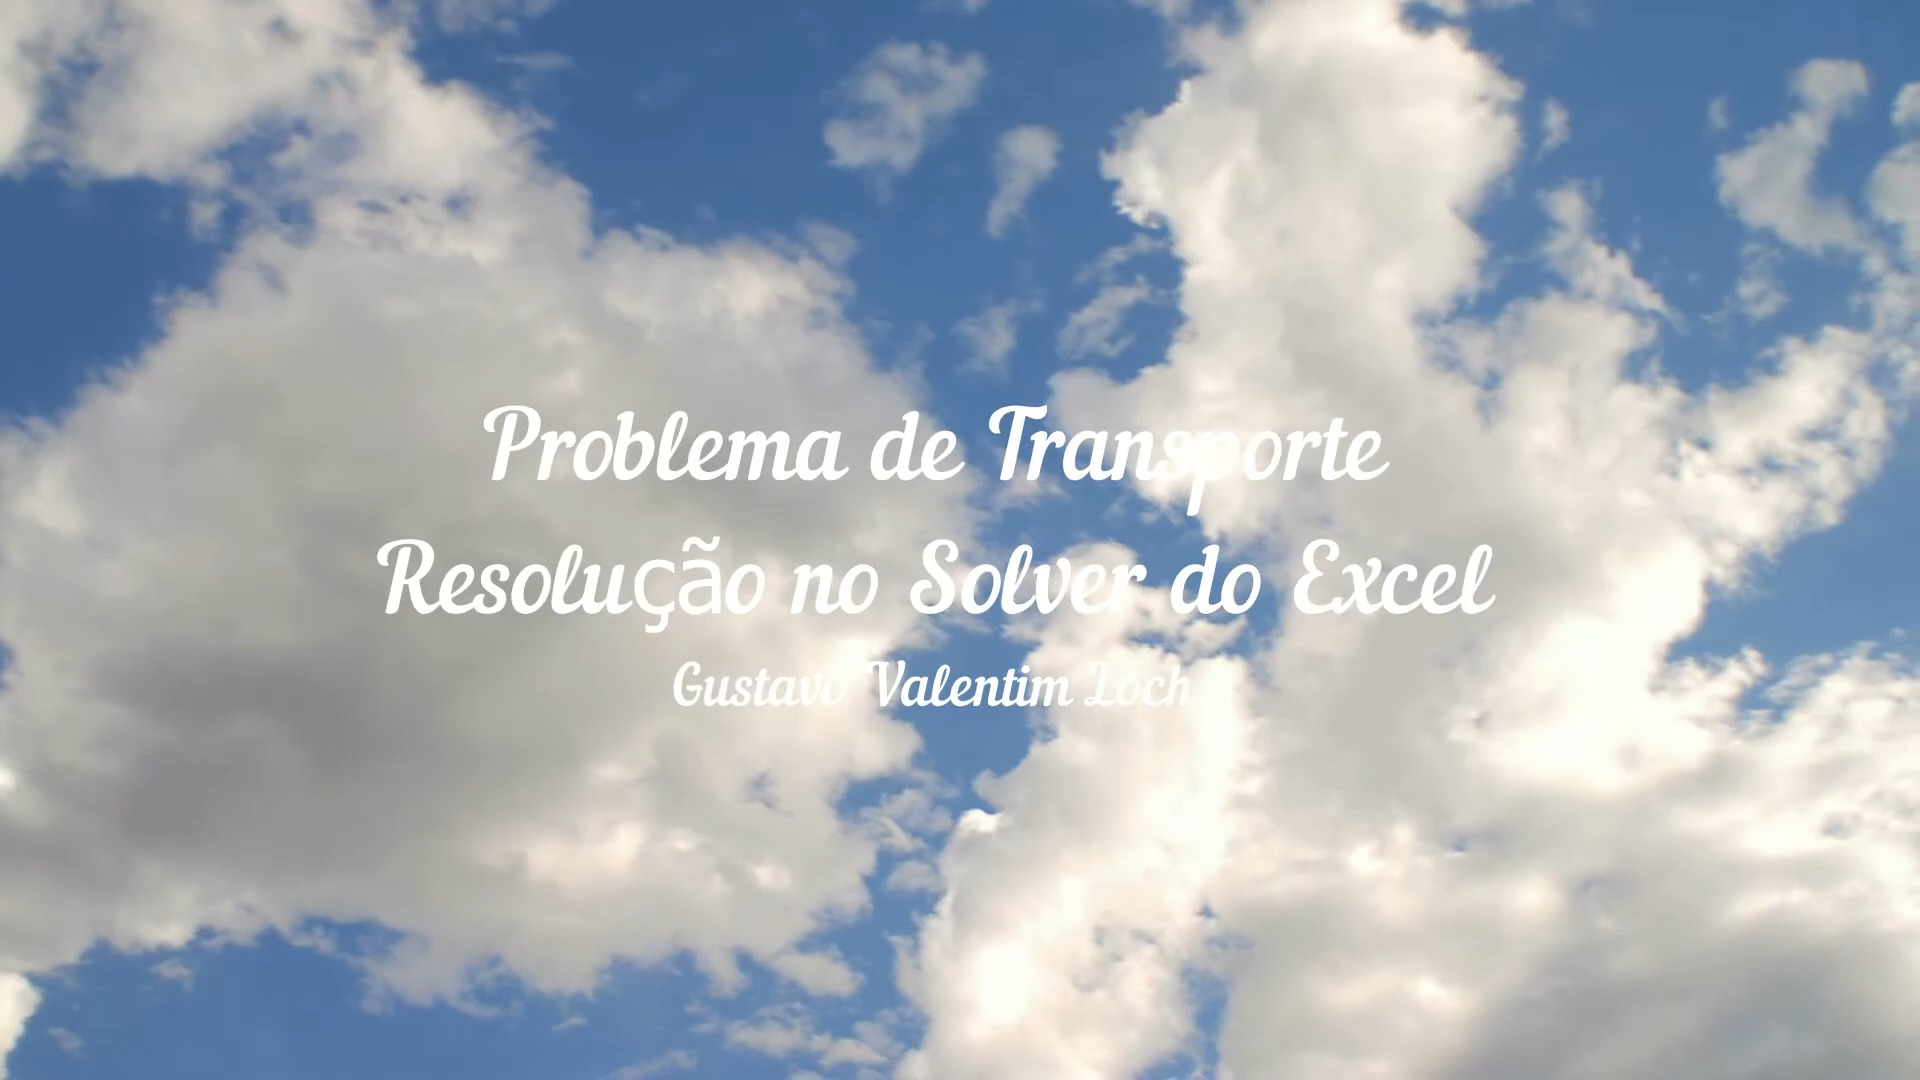 Problema de Transporte
Resolução no Solver do Excel
Gustavo Valentim Loch